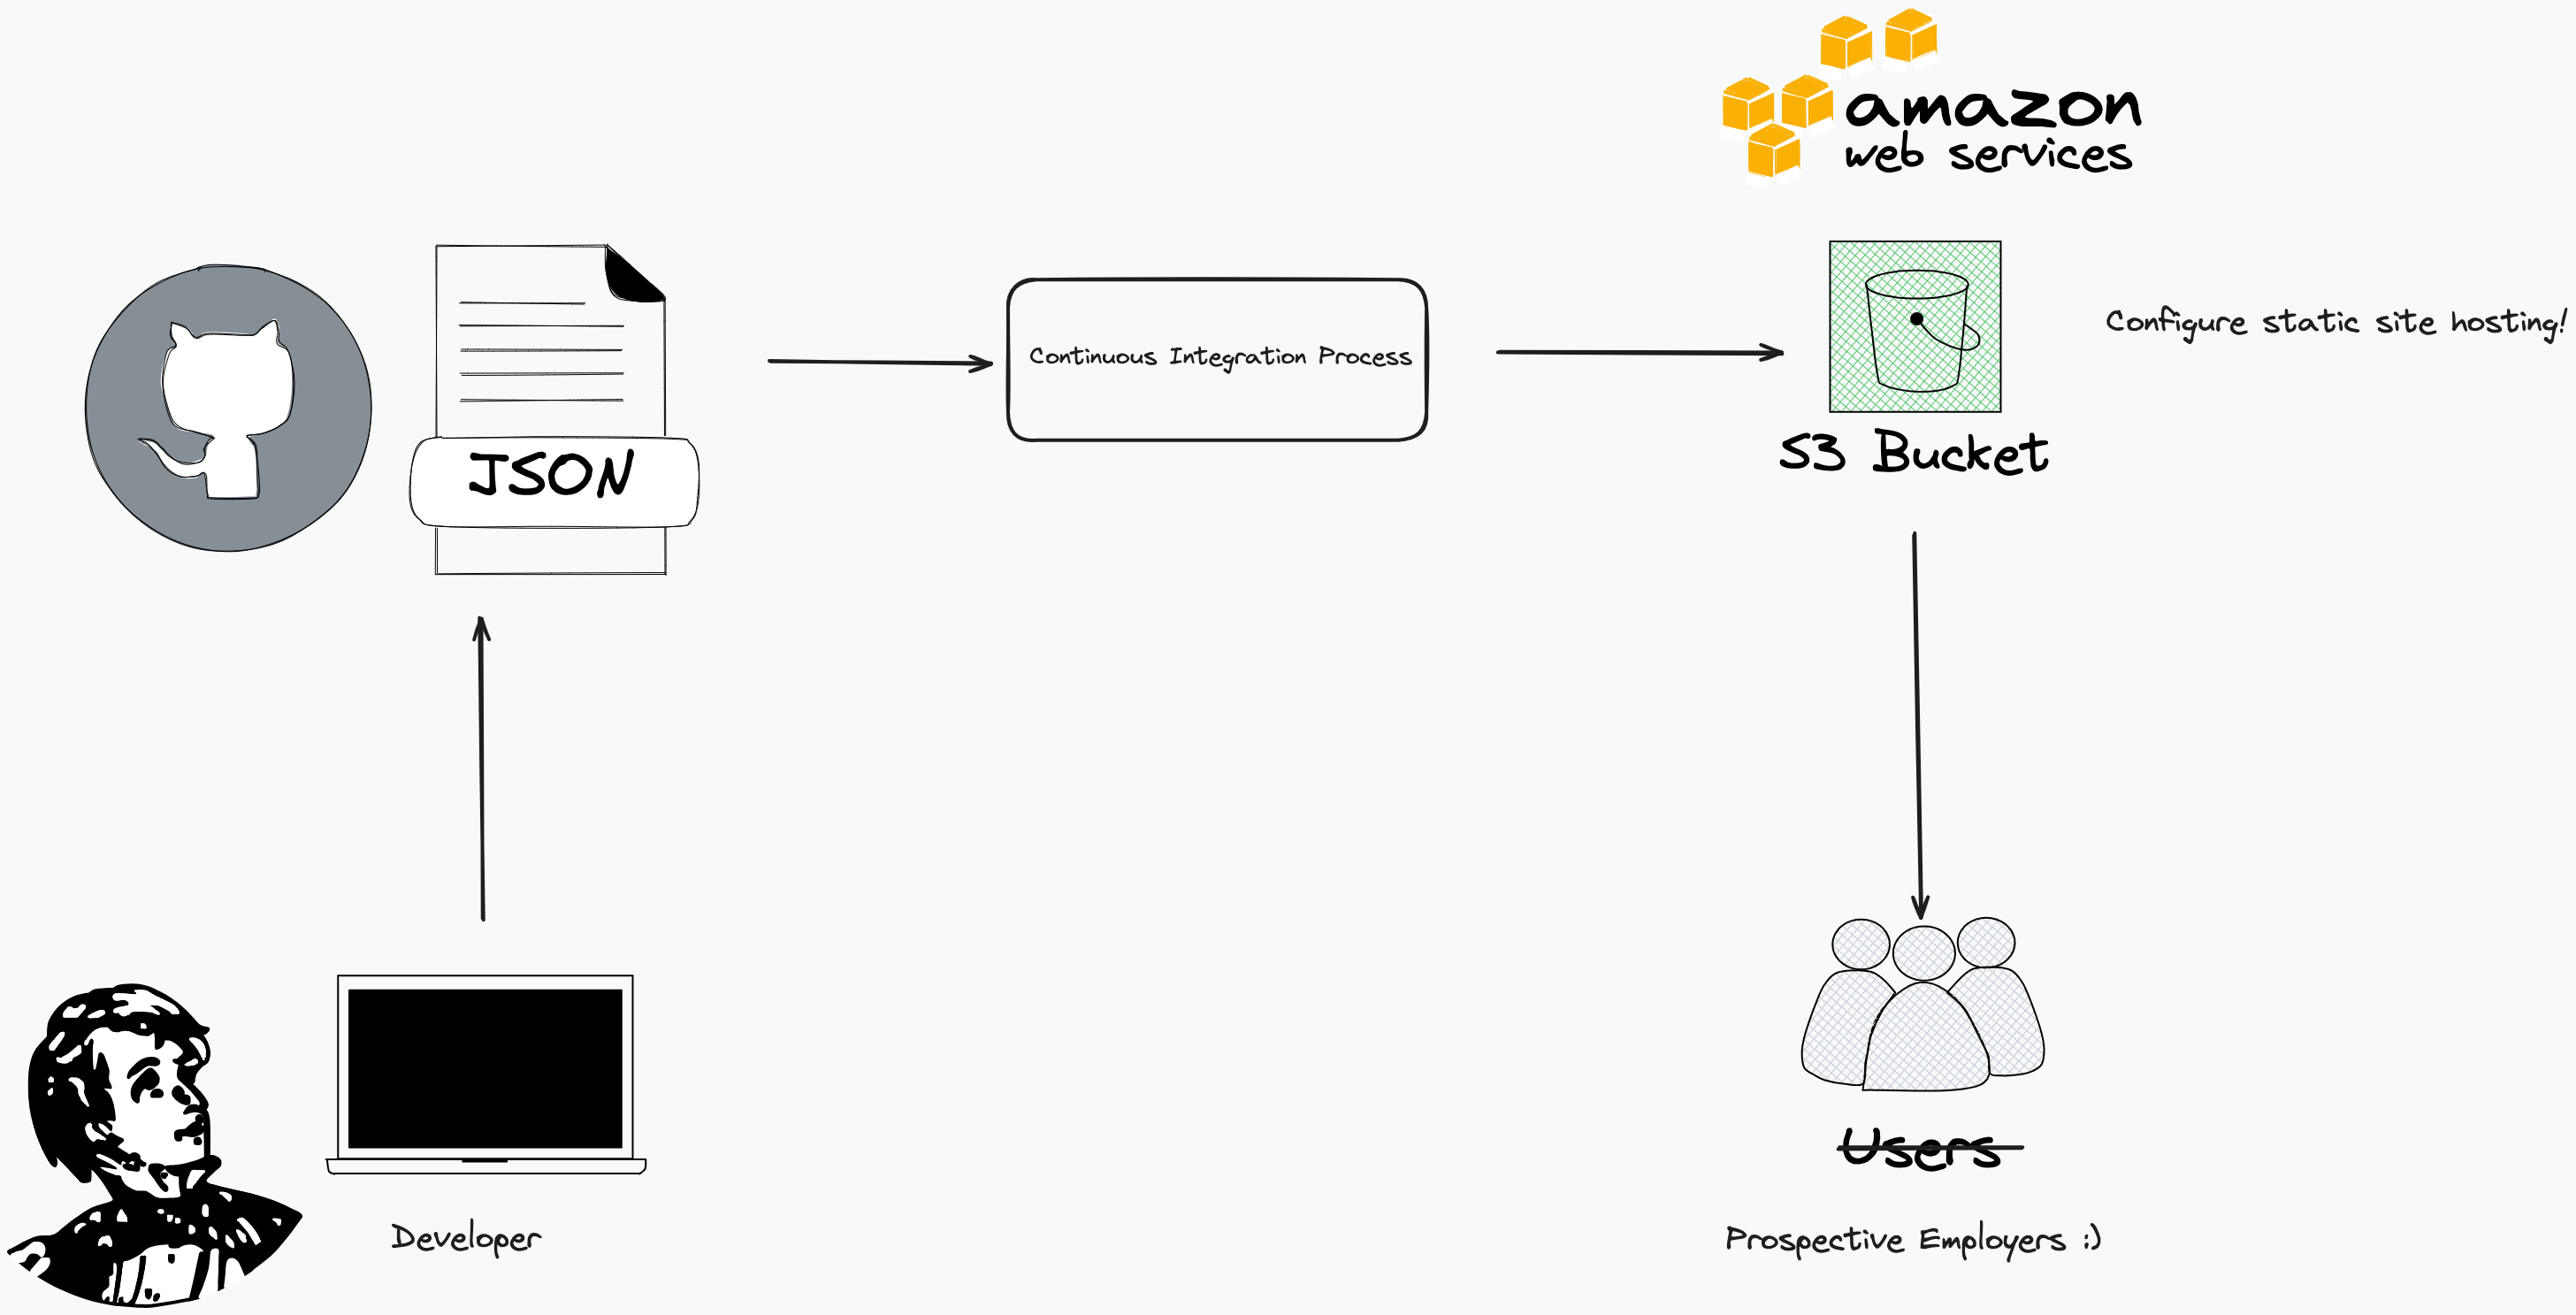 amazon
web services
Configure static site hosting!
Continuous Integration Process
JSON
S3 Bucket
Users
Developer
Prospective Employers :)